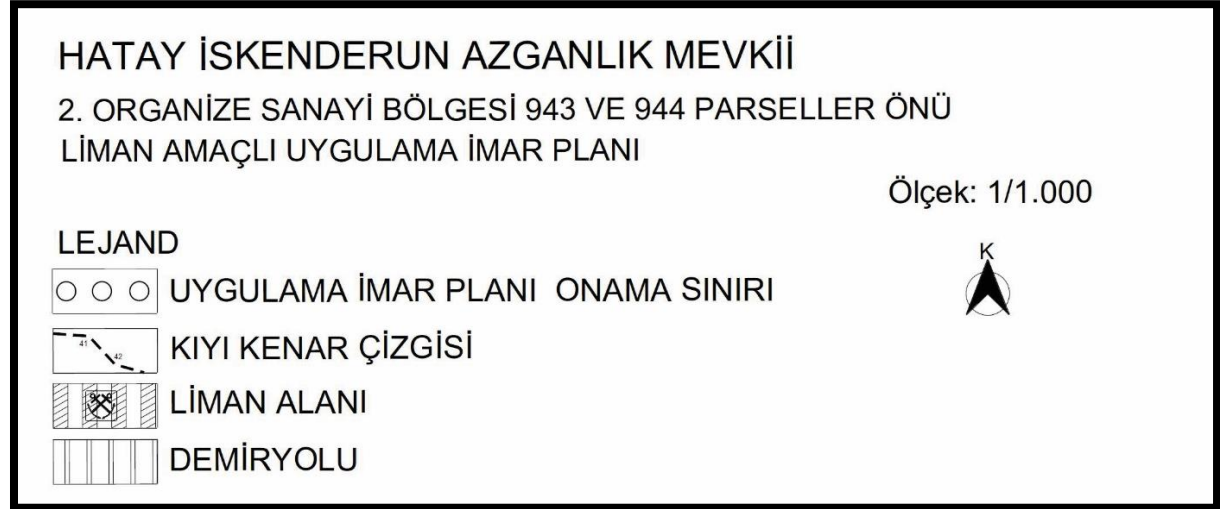 HATAY İSKENDERUN AZGANLIK MEVKİİ
2. ORGANİZE SANAYİ BÖLGESİ 943 VE 944 PARSELLER ÖNÜ
LİMAN AMAÇLI UYGULAMA İMAR PLANI
Ölçek: 1/1.000
LEJAND
K
UYGULAMA İMAR PLANI ONAMA SINIRI
41
42
KIYI KENAR ÇİZGİSİ
LİMAN ALANI
DEMİRYOLU